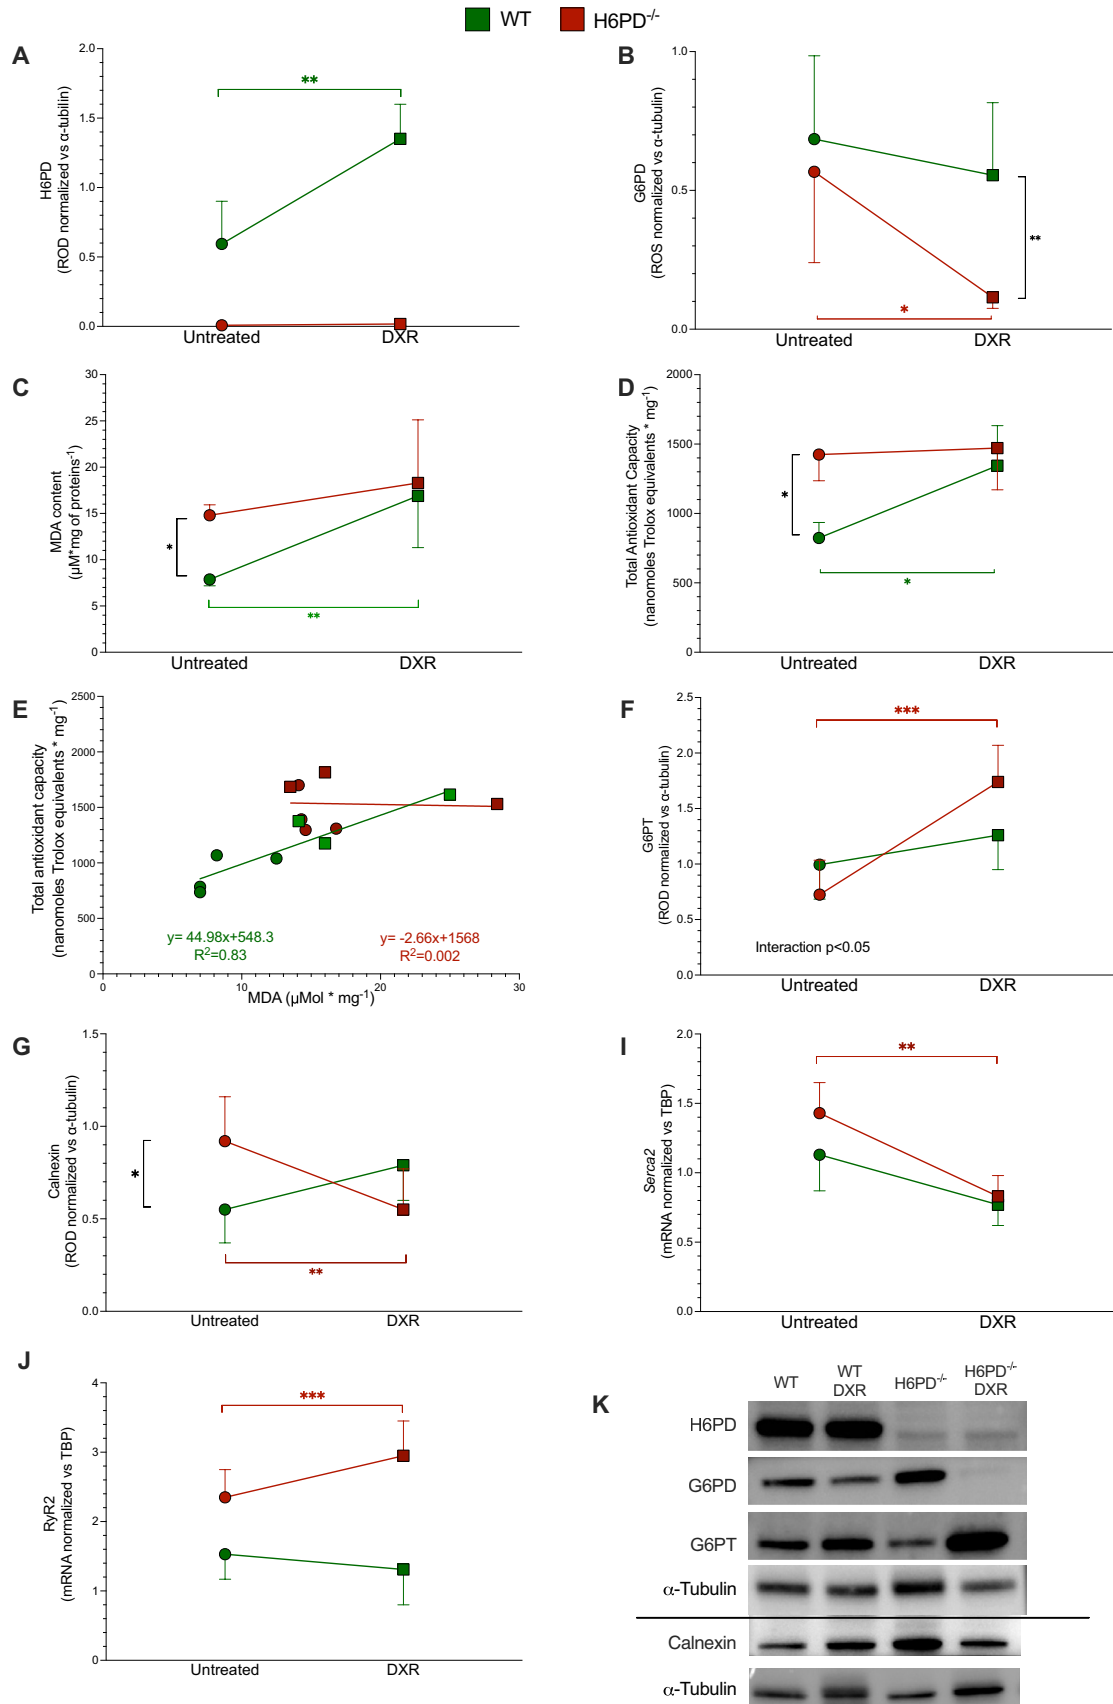 WT H6PD-/-
A
H6PD
(ROD normalized vs α-tubilin)
2.0
1.5
1.0
0.5
0.0
**
Untreated DXR
B
G6PD
(ROS normalized vs α-tubulin)
1.0
0.5
0.0
**
*
Untreated DXR
C
MDA content
(µM*mg of proteins-1)
30
25
20
15
10
5
0
*
**
Untreated DXR
D
Total Antioxidant Capacity
(nanomoles Trolox equivalents * mg-1)
2000
1500
1000
500
0
*
*
Untreated DXR
E
Total antioxidant capacity
(nanomoles Trolox equivalents * mg-1)
2500
2000
1500
1000
500
0
y= 44.98x+548.3
R2=0.83
y= -2.66x+1568
R2=0.002
0 10 20 30
MDA (µMol * mg-1)
F
G6PT
(ROD normalized vs α-tubulin)
2.5
2.0
1.5
1.0
0.5
0.0
***
Interaction p<0.05
Untreated DXR
G
Calnexin
(ROD normalized vs α-tubulin)
1.5
1.0
0.5
0.0
*
**
Untreated DXR
I
Serca2
(mRNA normalized vs TBP)
2.0
1.5
1.0
0.5
0.0
**
Untreated DXR
J
RyR2
(mRNA normalized vs TBP)
4
3
2
1
0
***
Untreated DXR
K
WT
WT
DXR
H6PD-/-
H6PD-/-
DXR
H6PD
G6PD
G6PT
α-Tubulin
Calnexin
α-Tubulin